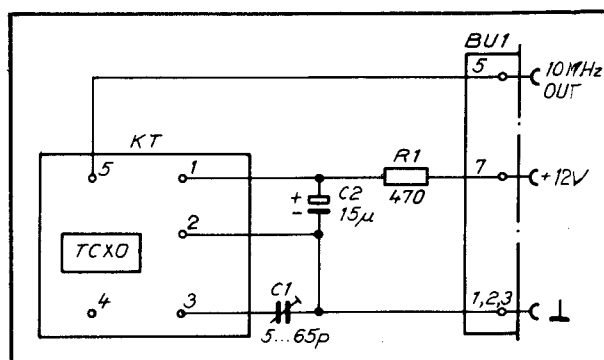 BU1
5
10MHz
OUT
KT
5
1
R1
7
+12V
+
-
C2
15µ
470
2
TCXO
4
3
C1
1,2,3
5...65p